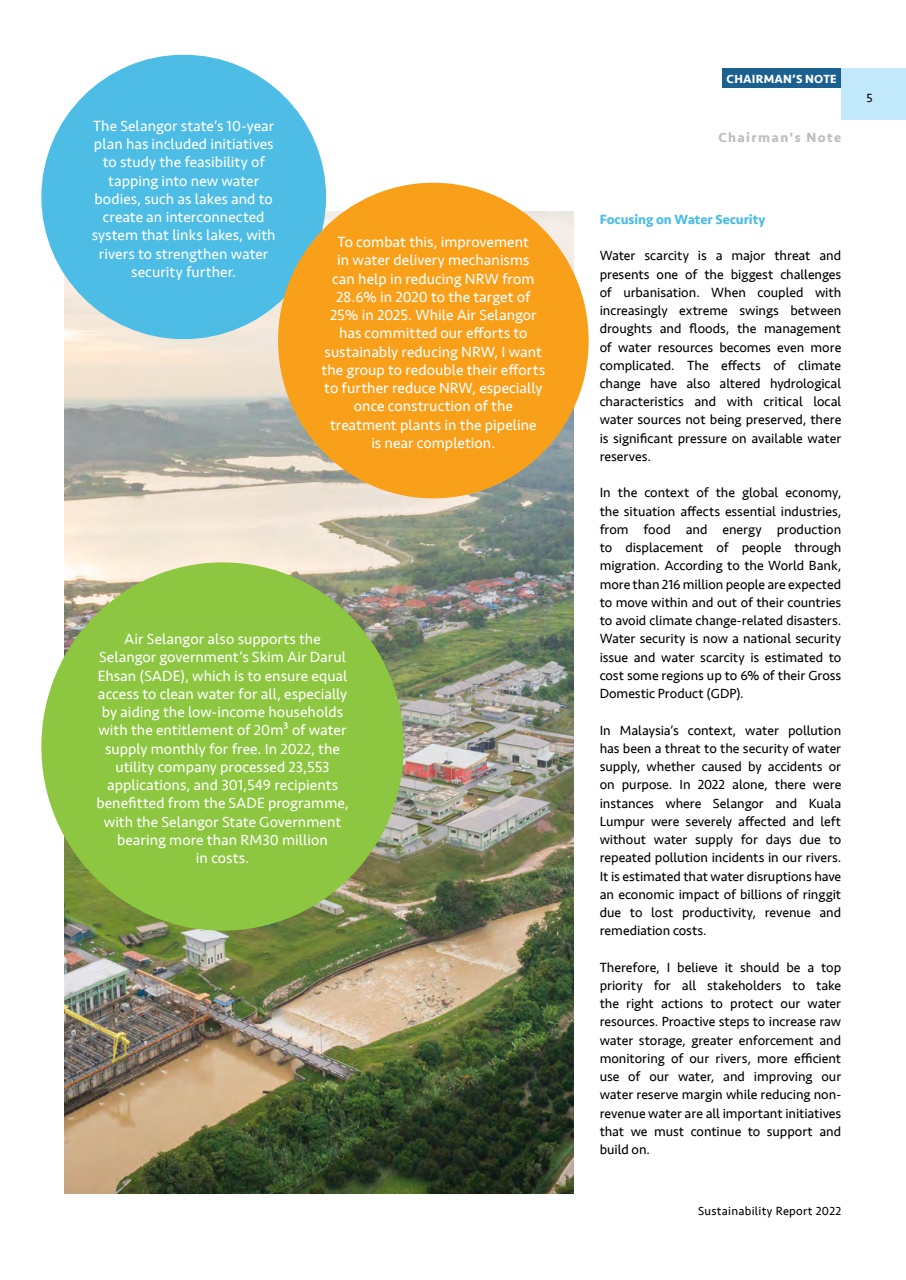 CHAIRMAN'S NOTE
5
Chairman's Note
The Selangor state's 10-year
plan has included initiatives
to study the feasibility of
tapping into new water
bodies, such as lakes and to
create an interconnected
system that links lakes, with
rivers to strengthen water
security further.
To combat this, improvement
in water delivery mechanisms
can help in reducing NRW from
28.6% in 2020 to the target of
25% in 2025. While Air Selangor
has committed our efforts to
sustainably reducing NRW, I want
the group to redouble their efforts
to further reduce NRW, especially
once construction of the
treatment plants in the pipeline
is near completion.
Air Selangor also supports the
Selangor government's Skim Air Darul
Ehsan (SADE), which is to ensure equal
access to clean water for all, especially
by aiding the low-income households
with the entitlement of 20m³ of water
supply monthly for free. In 2022, the
utility company processed 23,553
applications, and 301,549 recipients
benefitted from the SADE programme,
with the Selangor State Government
bearing more than RM30 million
in costs.
Focusing on Water Security
Water scarcity is a major threat and
presents one of the biggest challenges
of urbanisation. When coupled with
increasingly extreme swings between
droughts and floods, the management
of water resources becomes even more
complicated. The effects of climate
change have also altered hydrological
characteristics and with critical local
water sources not being preserved, there
is significant pressure on available water
reserves.
In the context of the global economy,
the situation affects essential industries,
from food and energy production
to displacement of people through
migration. According to the World Bank,
more than 216 million people are expected
to move within and out of their countries
to avoid climate change-related disasters.
Water security is now a national security
issue and water scarcity is estimated to
cost some regions up to 6% of their Gross
Domestic Product (GDP).
In Malaysia's context, water pollution
has been a threat to the security of water
supply, whether caused by accidents or
on purpose. In 2022 alone, there were
instances where Selangor and Kuala
Lumpur were severely affected and left
without water supply for days due to
repeated pollution incidents in our rivers.
It is estimated that water disruptions have
an economic impact of billions of ringgit
due to lost productivity, revenue and
remediation costs.
Therefore, I believe it should be a top
priority for all stakeholders to take
the right actions to protect our water
resources. Proactive steps to increase raw
water storage, greater enforcement and
monitoring of our rivers, more efficient
use of our water, and improving our
water reserve margin while reducing non-
revenue water are all important initiatives
that we must continue to support and
build on.
Sustainability Report 2022